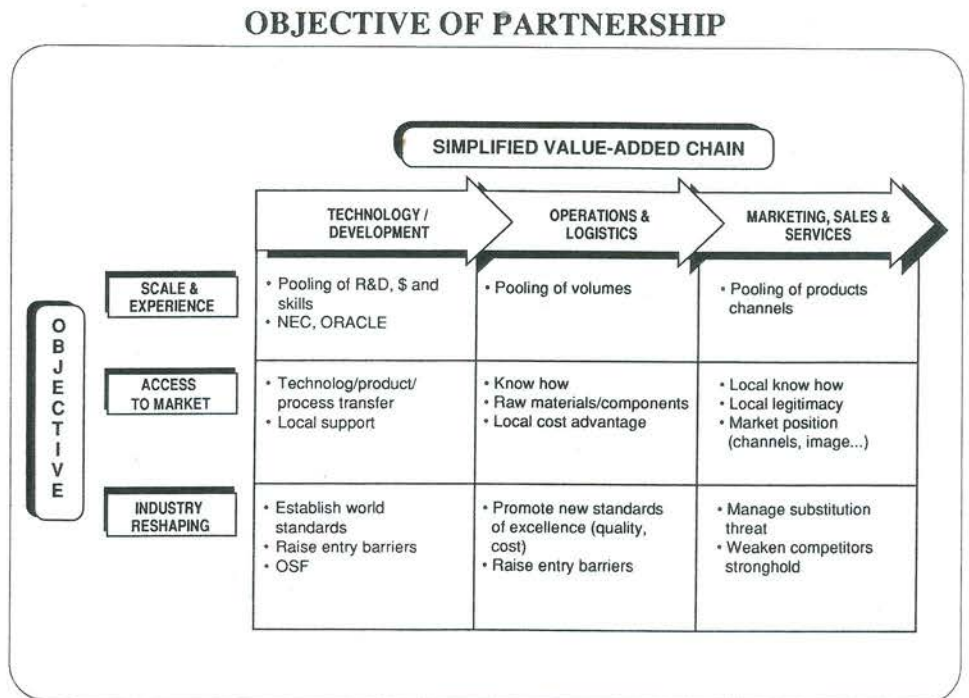 OBJECTIVE OF PARTNERSHIP
SIMPLIFIED VALUE-ADDED CHAIN
TECHNOLOGY /
DEVELOPMENT
OPERATIONS &
LOGISTICS
MARKETING, SALES &
SERVICES
OBJECTIVE
SCALE &
EXPERIENCE
• Pooling of R&D, $ and
skills
• NEC, ORACLE
• Pooling of volumes
• Pooling of products
channels
ACCESS
TO MARKET
• Technolog/product/
process transfer
• Local support
• Know how
• Raw materials/components
• Local cost advantage
• Local know how
• Local legitimacy
• Market position
(channels, image...)
INDUSTRY
RESHAPING
• Establish world
standards
• Raise entry barriers
• OSF
• Promote new standards
of excellence (quality,
cost)
• Raise entry barriers
• Manage substitution
threat
• Weaken competitors
stronghold